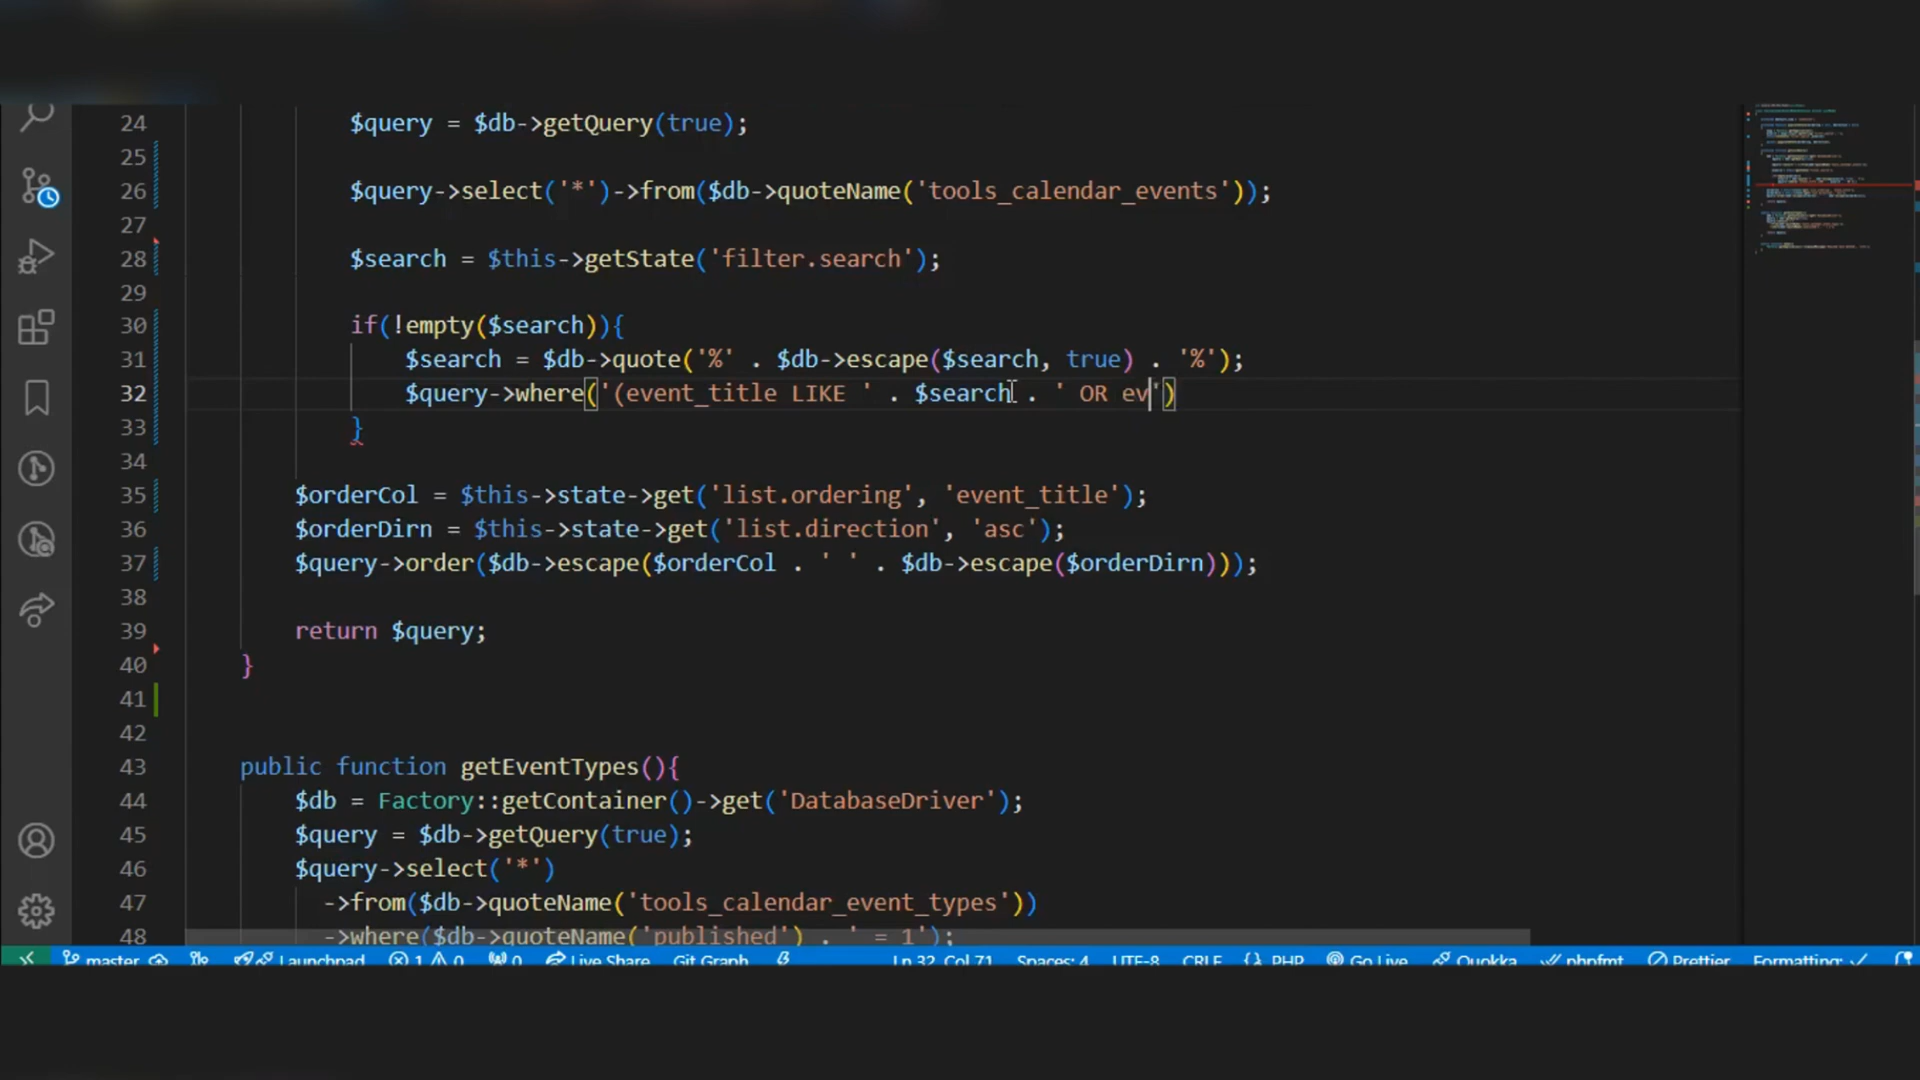 24 $query = $db->getQuery(true);
25
26 $query->select('*')->from($db->quoteName('tools_calendar_events'));
27
28 $search = $this->getState('filter.search');
29
30 if(!empty($search)){
31 $search = $db->quote('%' . $db->escape($search, true) . '%');
32 $query->where('(event_title LIKE ' . $search . ' OR ev')
33 }
34
35 $orderCol = $this->state->get('list.ordering', 'event_title');
36 $orderDirn = $this->state->get('list.direction', 'asc');
37 $query->order($db->escape($orderCol . ' ' . $db->escape($orderDirn)));
38
39 return $query;
40 }
41
42
43 public function getEventTypes(){
44 $db = Factory::getContainer()->get('DatabaseDriver');
45 $query = $db->getQuery(true);
46 $query->select('*')
47 ->from($db->quoteName('tools_calendar_event_types'))
48 ->where($db->quoteName('published') . ' = 1');
master Launchpad 1 0 0 Live Share Git Graph Ln 32, Col 71 Spaces: 4 UTF-8 CRLF {} PHP Go Live Quokka phpfmt Prettier Formatting: ✓